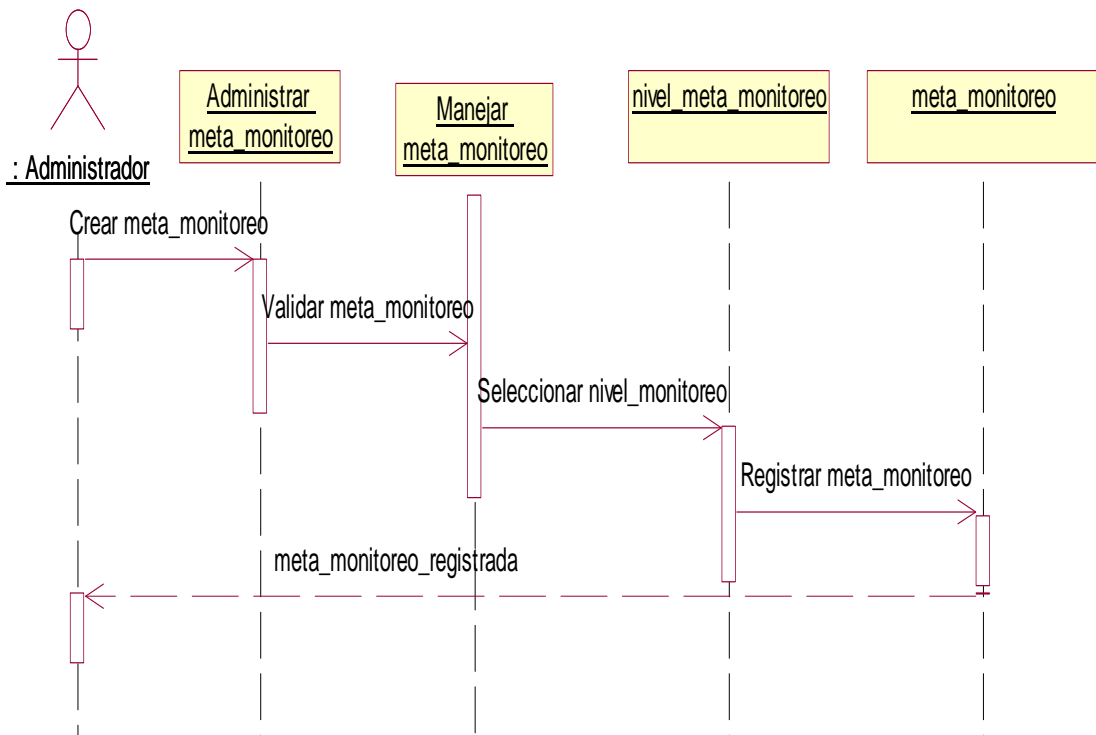 : Administrador
Administrar
meta_monitoreo
Manejar
meta_monitoreo
nivel_meta_monitoreo
meta_monitoreo
Crear meta_monitoreo
Validar meta_monitoreo
Seleccionar nivel_monitoreo
Registrar meta_monitoreo
meta_monitoreo_registrada